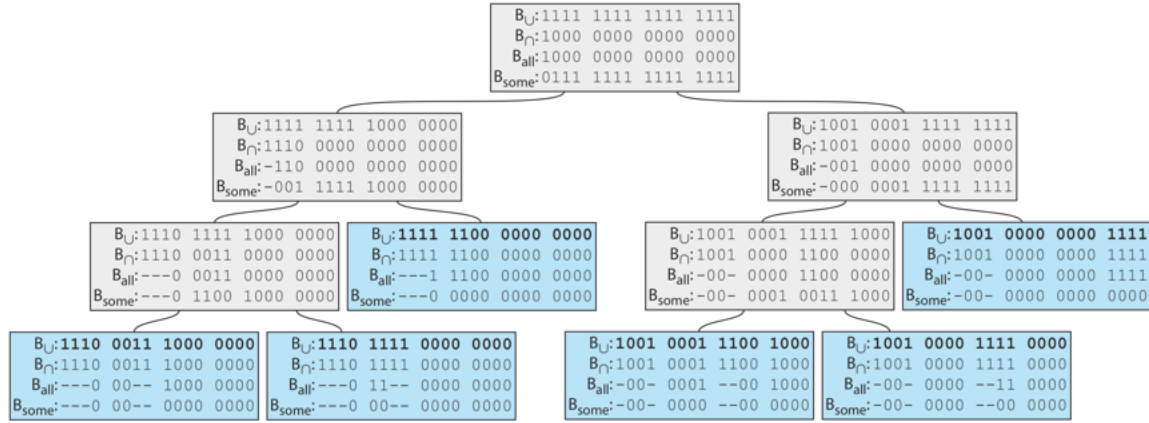 B∪:1111 1111 1111 1111
B∩:1000 0000 0000 0000
Ball:1000 0000 0000 0000
Bsome:0111 1111 1111 1111
B∪:1111 1111 1000 0000
B∩:1110 0000 0000 0000
Ball:-110 0000 0000 0000
Bsome:-001 1111 1000 0000
B∪:1001 0001 1111 1111
B∩:1001 0000 0000 0000
Ball:-001 0000 0000 0000
Bsome:-000 0001 1111 1111
B∪:1110 1111 1000 0000
B∩:1110 0011 0000 0000
Ball:---0 0011 0000 0000
Bsome:---0 1100 1000 0000
B∪:1111 1100 0000 0000
B∩:1111 1100 0000 0000
Ball:---1 1100 0000 0000
Bsome:---0 0000 0000 0000
B∪:1001 0001 1111 1000
B∩:1001 0000 1100 0000
Ball:-00- 0000 1100 0000
Bsome:-00- 0001 0011 1000
B∪:1001 0000 0000 1111
B∩:1001 0000 0000 1111
Ball:-00- 0000 0000 1111
Bsome:-00- 0000 0000 0000
B∪:1110 0011 1000 0000
B∩:1110 0011 1000 0000
Ball:---0 00-- 1000 0000
Bsome:---0 00-- 0000 0000
B∪:1110 1111 0000 0000
B∩:1110 1111 0000 0000
Ball:---0 11-- 0000 0000
Bsome:---0 00-- 0000 0000
B∪:1001 0001 1100 1000
B∩:1001 0001 1100 1000
Ball:-00- 0001 --00 1000
Bsome:-00- 0000 --00 0000
B∪:1001 0000 1111 0000
B∩:1001 0000 1111 0000
Ball:-00- 0000 --11 0000
Bsome:-00- 0000 --00 0000